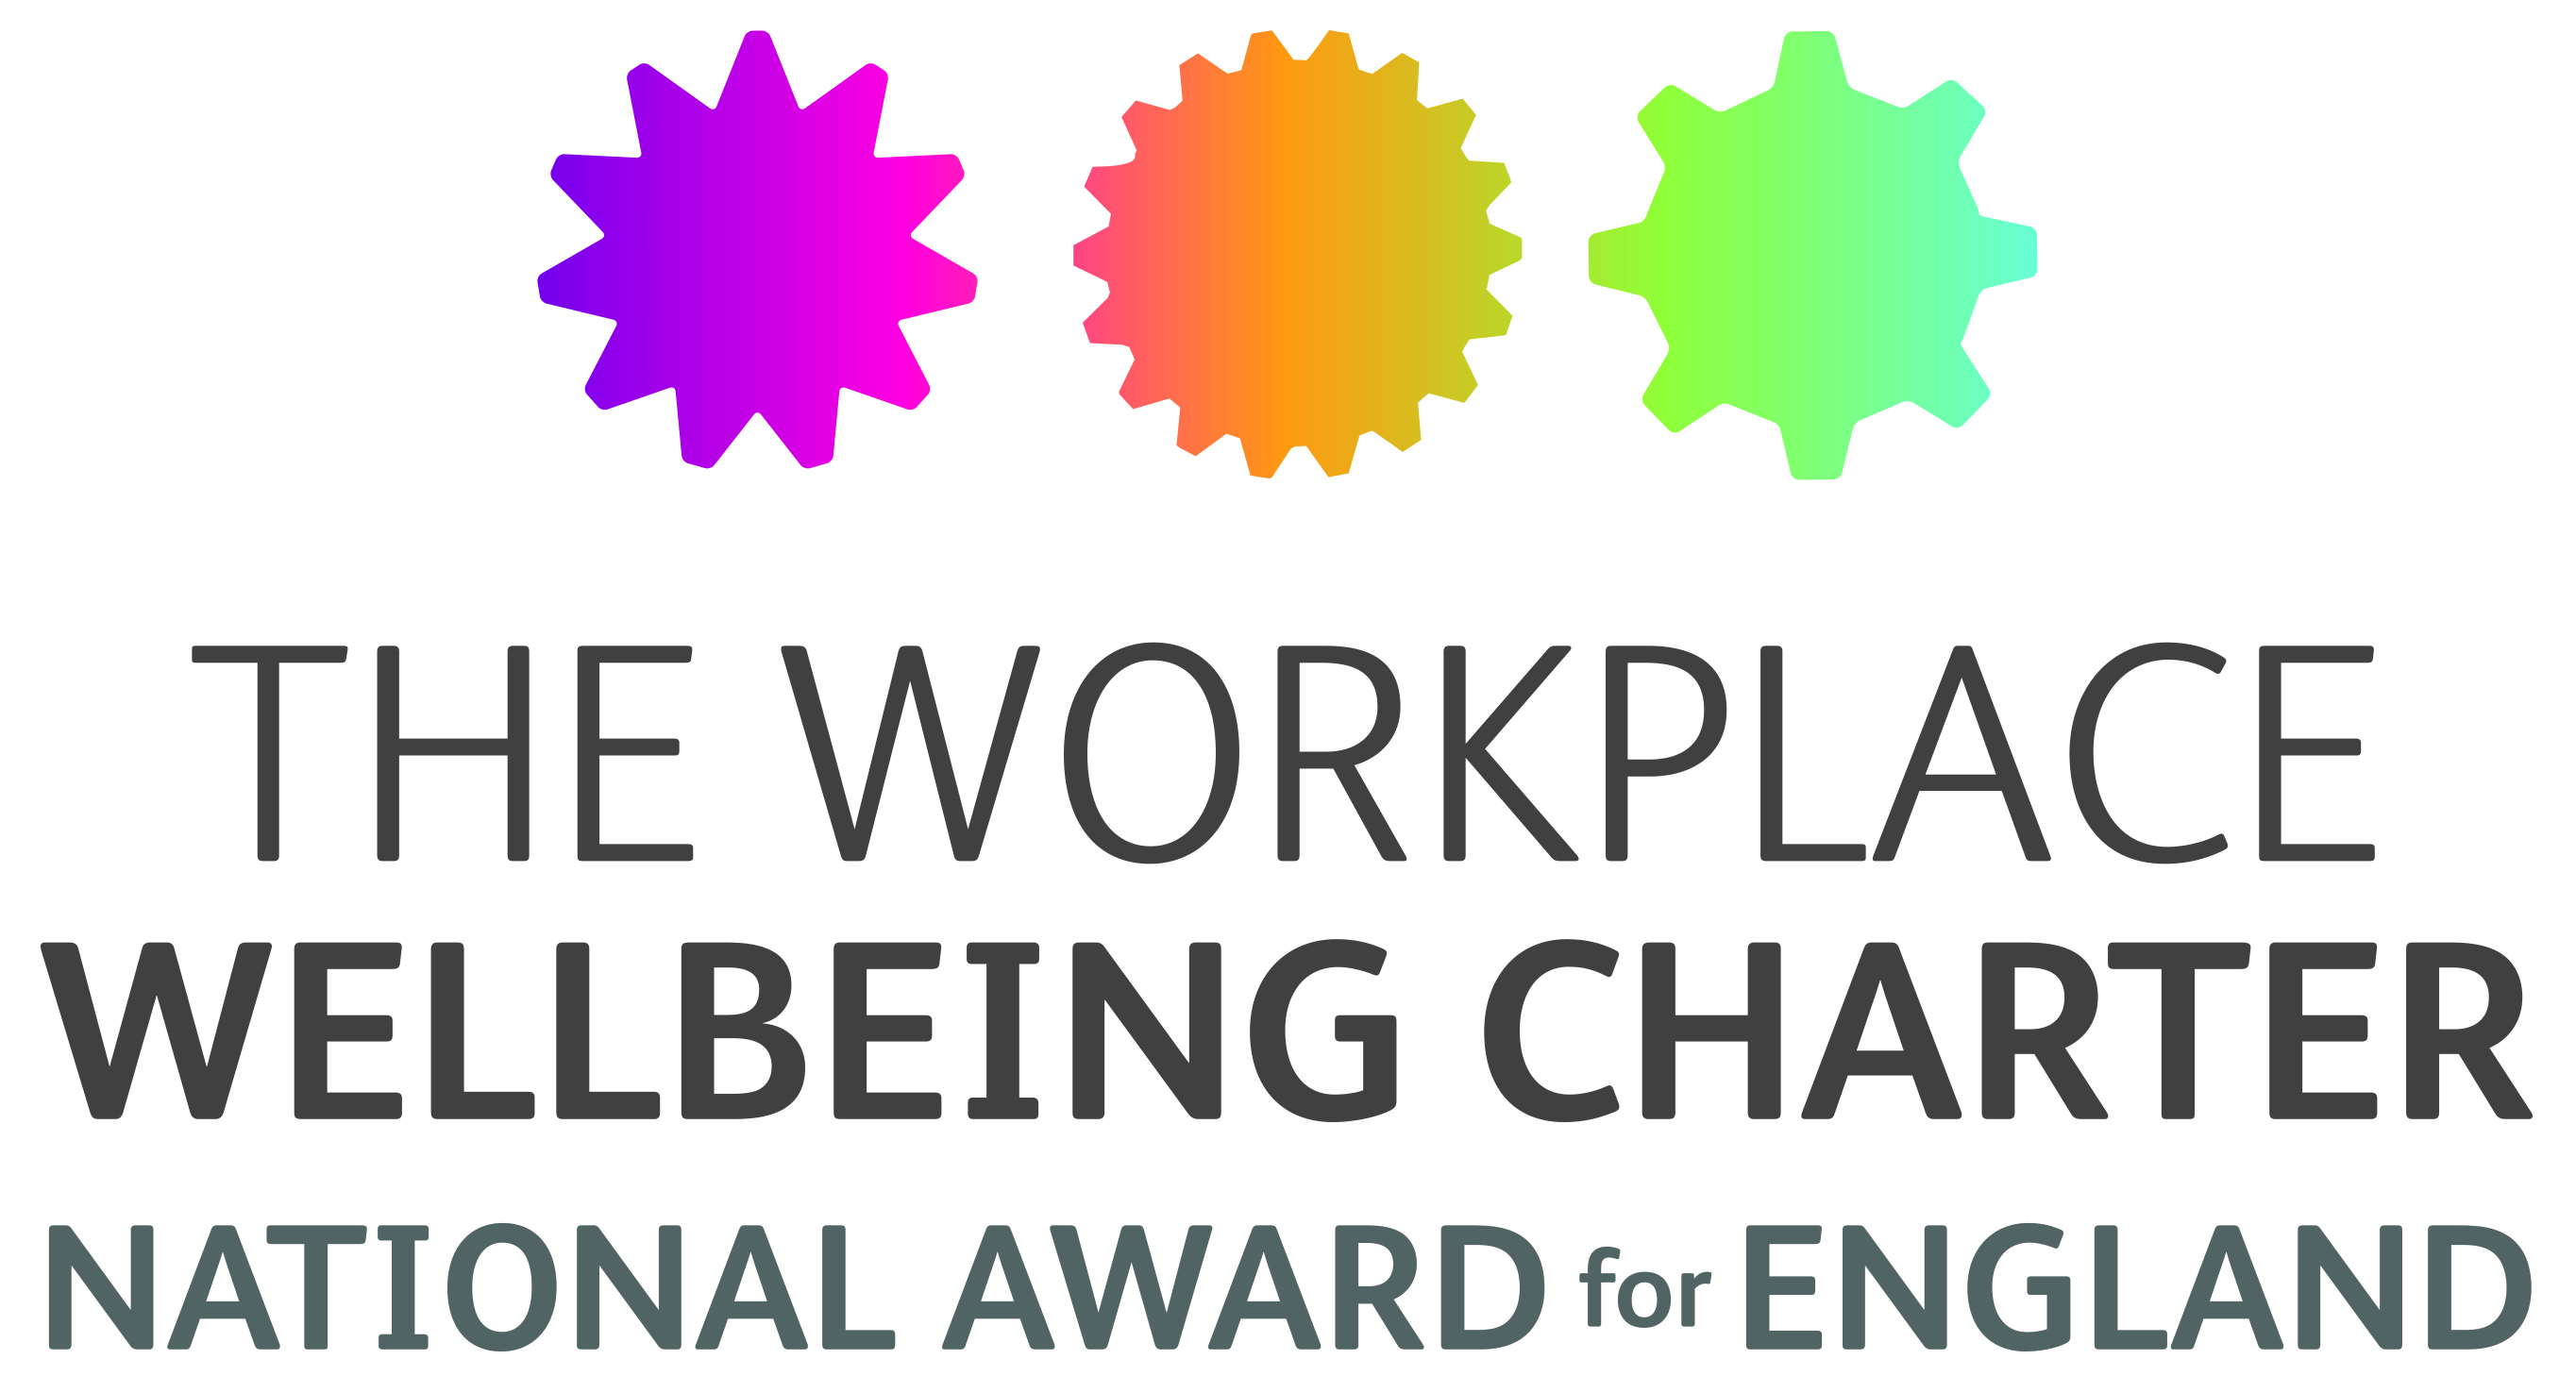 THE WORKPLACE
WELLBEING CHARTER
NATIONAL AWARD for ENGLAND